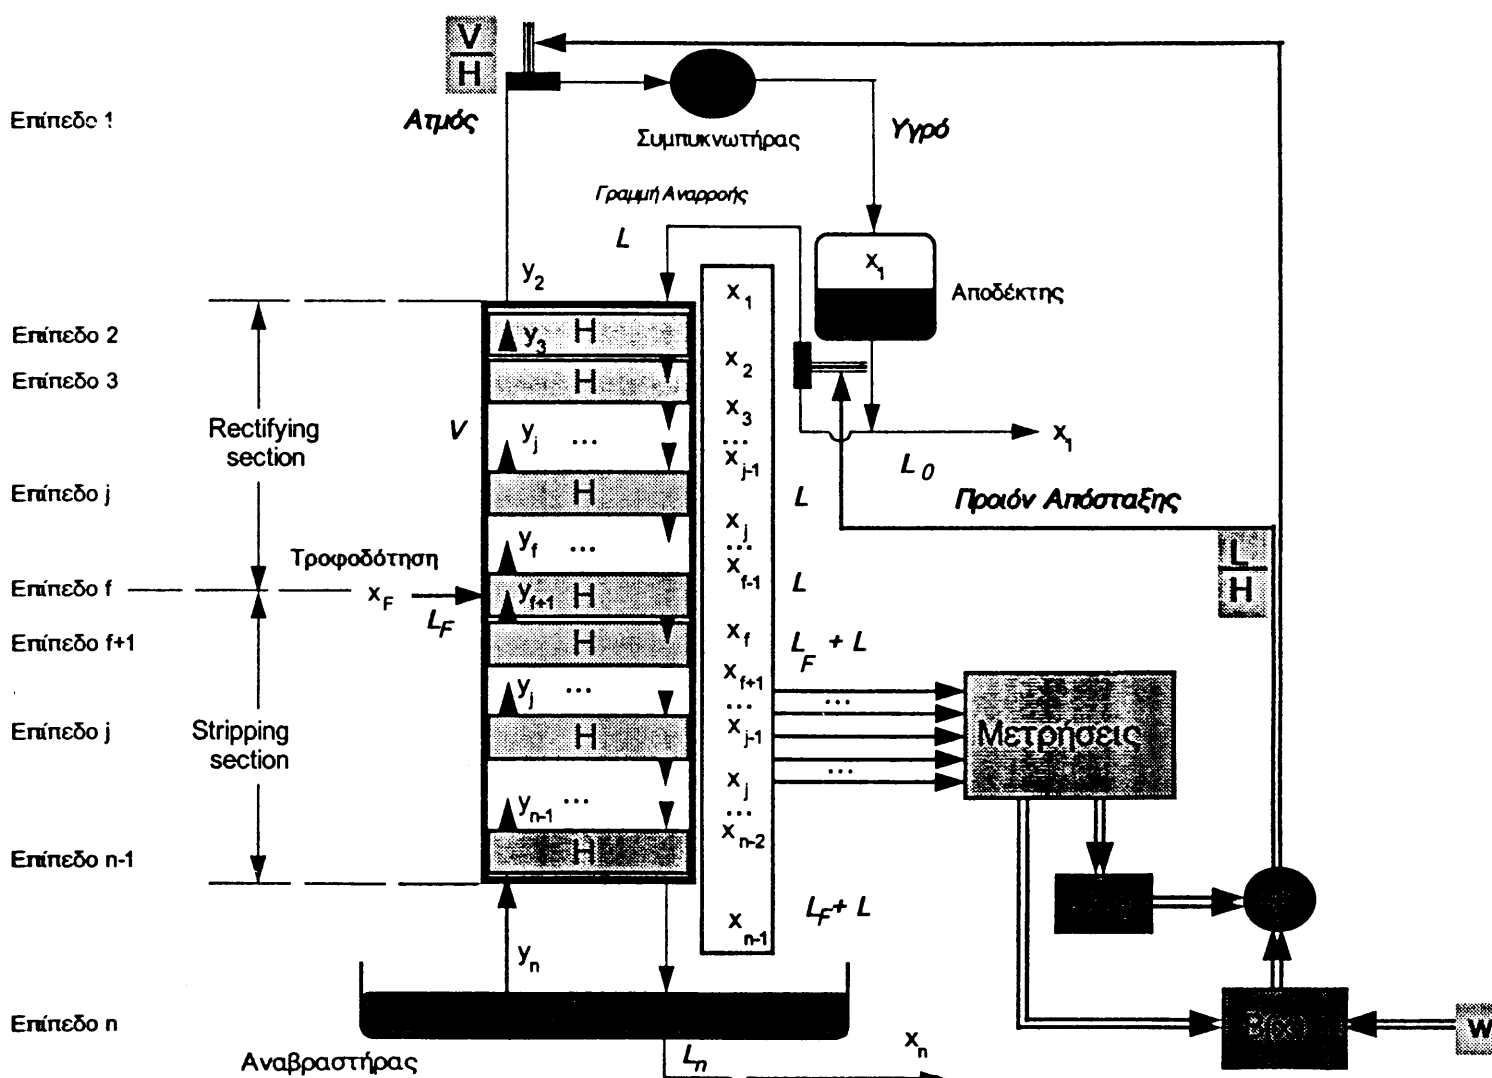 V
H
Επίπεδο 1
Ατμός
Συμπυκνωτήρας
Υγρό
Γραμμή Αναρροής
L
x1
Αποδέκτης
y2
x1
Επίπεδο 2
y3
H
x2
Επίπεδο 3
H
x3
Rectifying
section
V
yj
...
...
xj-1
x1
L0
Επίπεδο j
H
L
Προιόν Απόσταξης
xj
yf
...
...
xf-1
L
H
Τροφοδότηση
Επίπεδο f
xF
LF
yf+1
H
L
Επίπεδο f+1
H
xf
LF + L
xf+1
yj
...
...
...
Επίπεδο j
Stripping
section
H
xj-1
Μετρήσεις
xj
...
yn-1
...
...
xn-2
Επίπεδο n-1
H
LF + L
xn-1
yn
Επίπεδο n
B(x)
w
Αναβραστήρας
Ln
xn